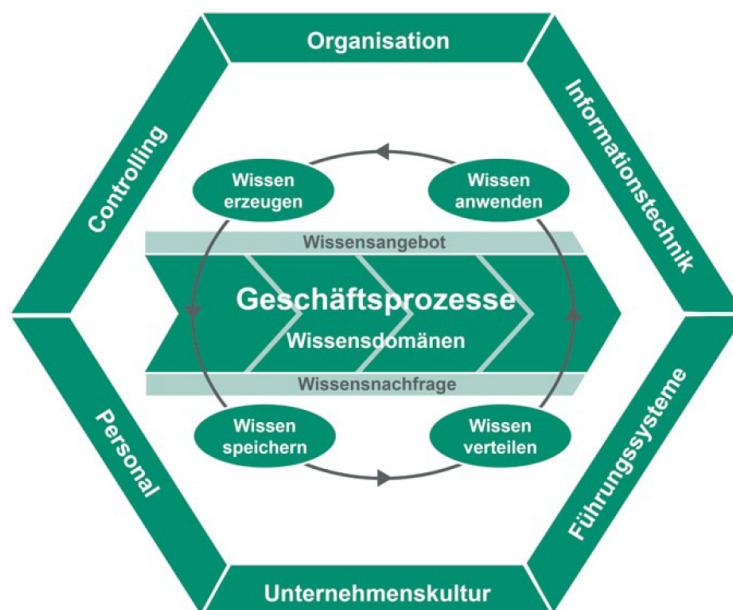 Organisation
Informationstechnik
Controlling
Wissen
erzeugen
Wissen
anwenden
Wissensangebot
Geschäftsprozesse
Wissensdomänen
Wissensnachfrage
Wissen
speichern
Wissen
verteilen
Personal
Führungssysteme
Unternehmenskultur